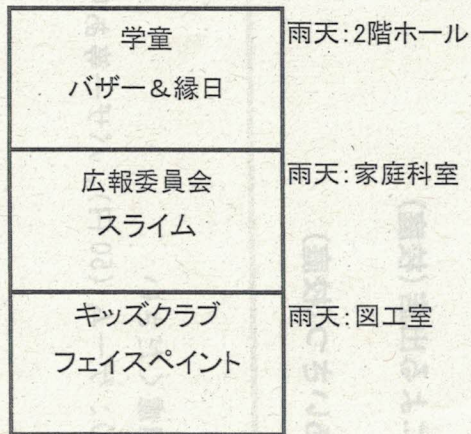 学童
バザー＆縁日
雨天：2階ホール
広報委員会
スライム
雨天：家庭科室
キッズクラブ
フェイスペイント
雨天：図工室